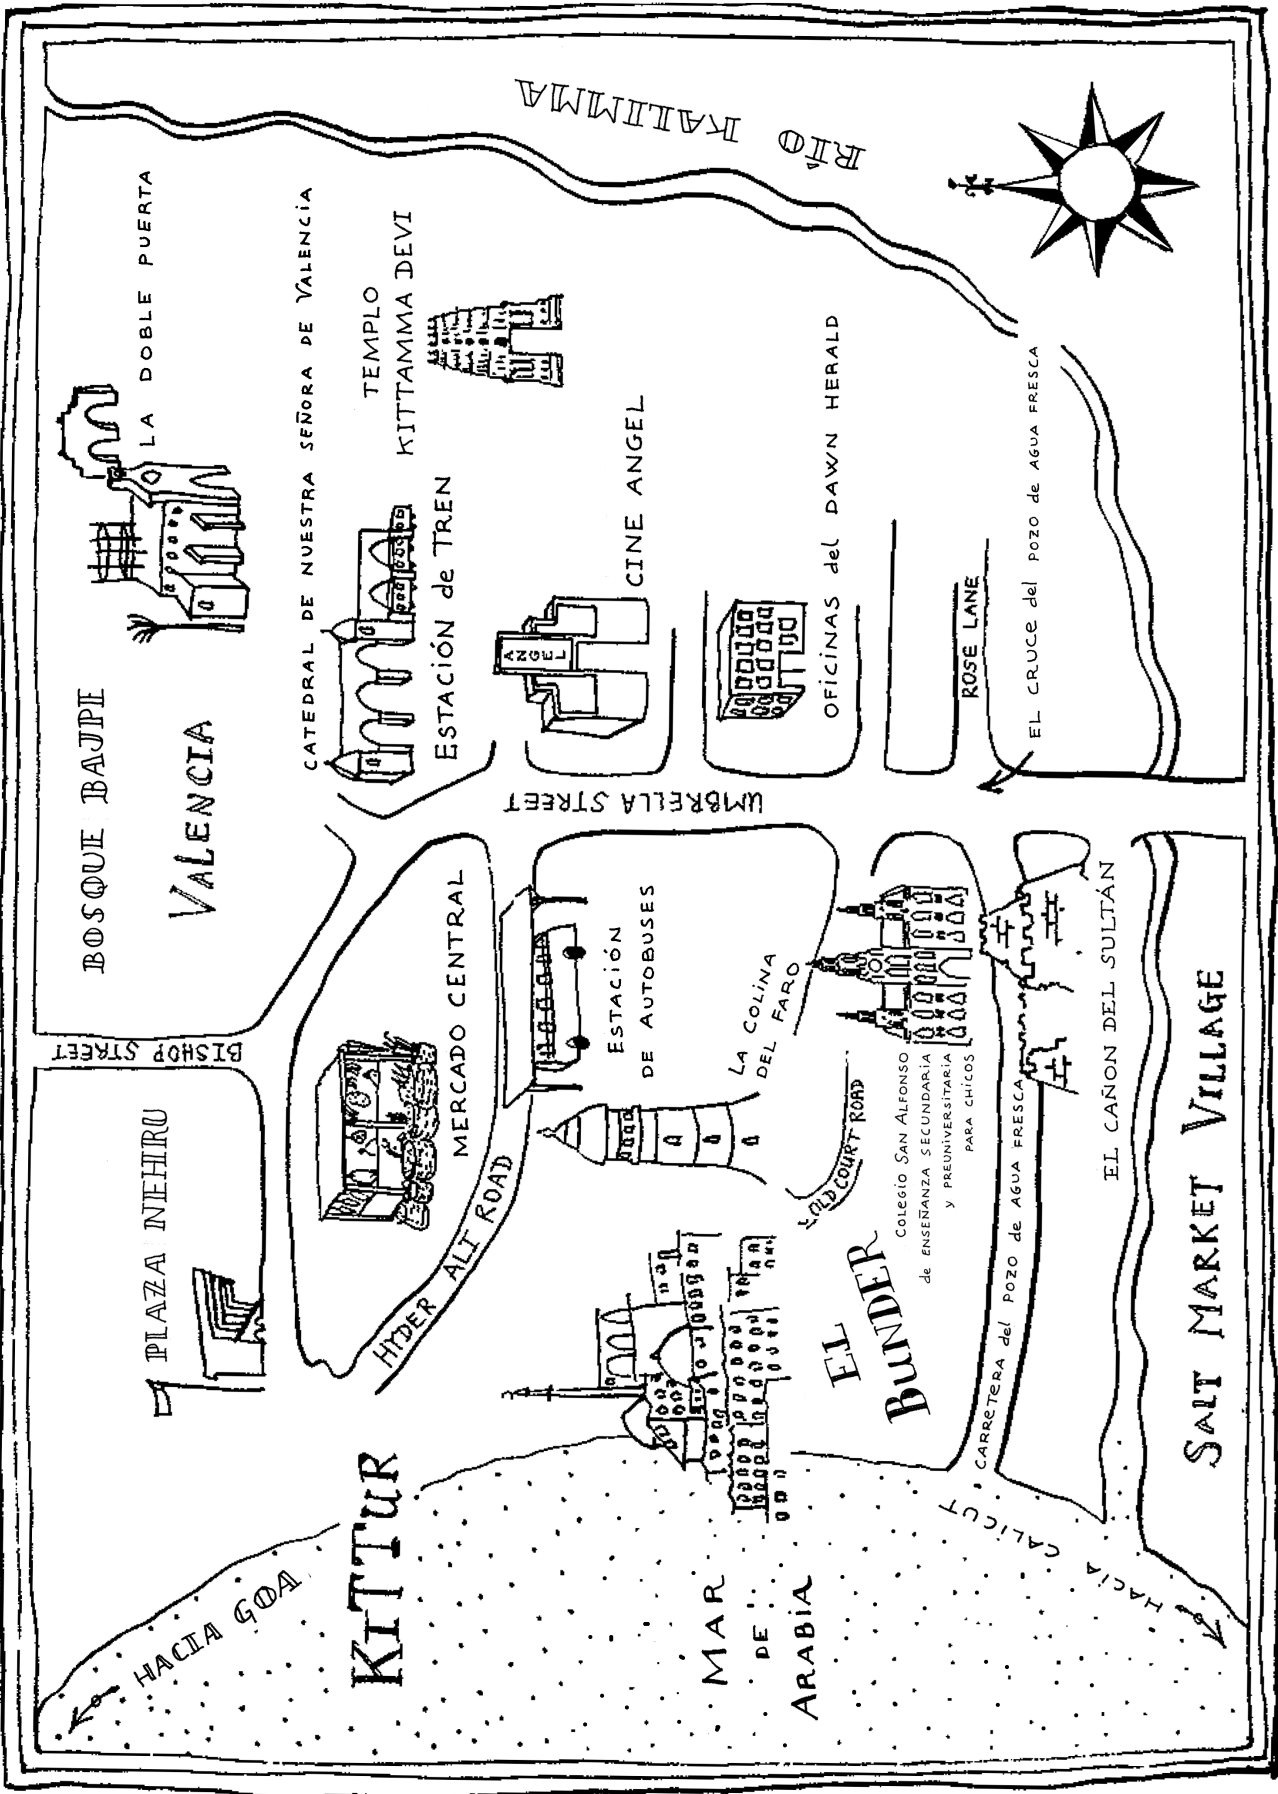 HACIA GOA
PLAZA NEHRU
BISHOP STREET
BOSQUE BAJPE
VALENCIA
LA DOBLE PUERTA
CATEDRAL DE NUESTRA SEÑORA DE VALENCIA
KITTUR
HYDER ALI ROAD
MERCADO CENTRAL
ESTACIÓN de TREN
TEMPLO
KITTAMMA DEVI
RÍO KALIMMA
UMBRELLA STREET
ANGEL
CINE ANGEL
ESTACIÓN
DE AUTOBUSES
LA COLINA
DEL FARO
OFICINAS del DAWN HERALD
MAR
DE
ARABIA
OLD COURT ROAD
EL
BUNDER
COLEGIO SAN ALFONSO
de ENSEÑANZA SECUNDARIA
y PREUNIVERSITARIA
PARA CHICOS
ROSE LANE
CARRETERA del POZO de AGUA FRESCA
EL CRUCE del POZO de AGUA FRESCA
EL CAÑON DEL SULTÁN
HACIA CALICUT
SALT MARKET VILLAGE